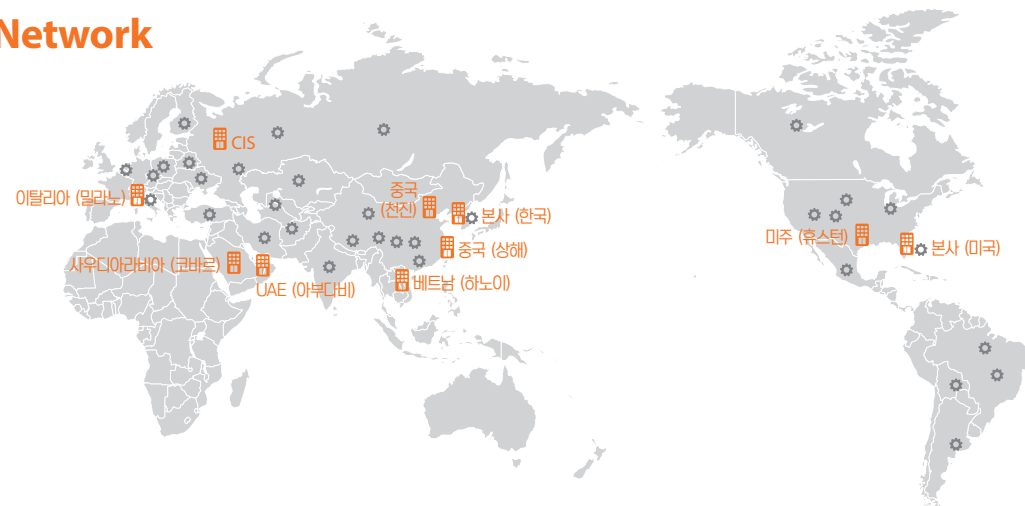 Network
CIS
이탈리아 (밀라노)
중국
(천진)
본사 (한국)
중국 (상해)
사우디아라비아 (코바르)
UAE (아부다비)
베트남 (하노이)
미주 (휴스턴)
본사 (미국)